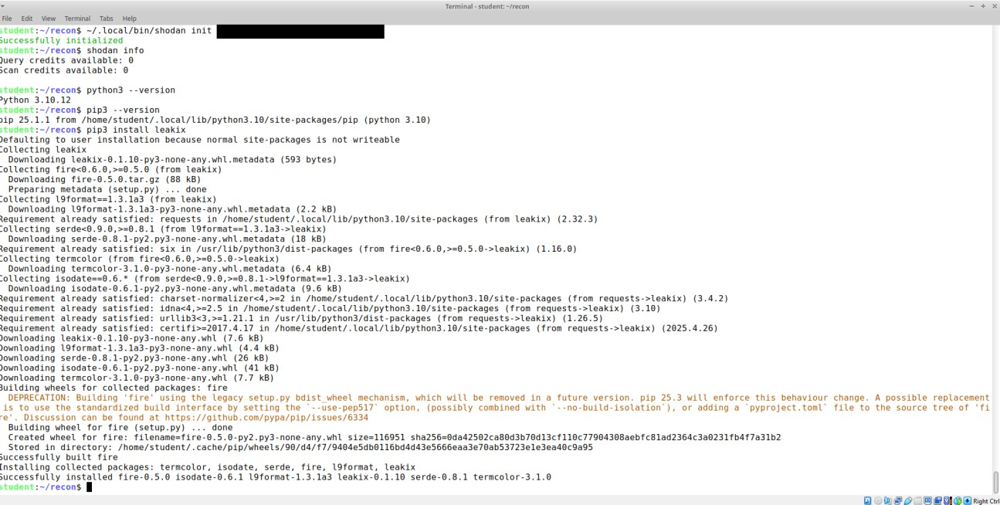 Terminal - student: ~/recon
File Edit View Terminal Tabs Help
student:~/recon$ ~/.local/bin/shodan init
Successfully initialized
student:~/recon$ shodan info
Query credits available: 0
Scan credits available: 0
student:~/recon$ python3 --version
Python 3.10.12
student:~/recon$ pip3 --version
pip 25.1.1 from /home/student/.local/lib/python3.10/site-packages/pip (python 3.10)
student:~/recon$ pip3 install leakix
Defaulting to user installation because normal site-packages is not writeable
Collecting leakix
Downloading leakix-0.1.10-py3-none-any.whl.metadata (593 bytes)
Collecting fire<0.6.0,>=0.5.0 (from leakix)
Downloading fire-0.5.0.tar.gz (88 kB)
Preparing metadata (setup.py) ... done
Collecting l9format==1.3.1a3 (from leakix)
Downloading l9format-1.3.1a3-py3-none-any.whl.metadata (2.2 kB)
Requirement already satisfied: requests in /home/student/.local/lib/python3.10/site-packages (from leakix) (2.32.3)
Collecting serde<0.9.0,>=0.8.1 (from l9format==1.3.1a3->leakix)
Downloading serde-0.8.1-py2.py3-none-any.whl.metadata (18 kB)
Requirement already satisfied: six in /usr/lib/python3/dist-packages (from fire<0.6.0,>=0.5.0->leakix) (1.16.0)
Collecting termcolor (from fire<0.6.0,>=0.5.0->leakix)
Downloading termcolor-3.1.0-py3-none-any.whl.metadata (6.4 kB)
Collecting isodate==0.6.* (from serde<0.9.0,>=0.8.1->l9format==1.3.1a3->leakix)
Downloading isodate-0.6.1-py2.py3-none-any.whl.metadata (9.6 kB)
Requirement already satisfied: charset-normalizer<4,>=2 in /home/student/.local/lib/python3.10/site-packages (from requests->leakix) (3.4.2)
Requirement already satisfied: idna<4,>=2.5 in /home/student/.local/lib/python3.10/site-packages (from requests->leakix) (3.10)
Requirement already satisfied: urllib3<3,>=1.21.1 in /usr/lib/python3/dist-packages (from requests->leakix) (1.26.5)
Requirement already satisfied: certifi>=2017.4.17 in /home/student/.local/lib/python3.10/site-packages (from requests->leakix) (2025.4.26)
Downloading leakix-0.1.10-py3-none-any.whl (7.6 kB)
Downloading l9format-1.3.1a3-py3-none-any.whl (4.4 kB)
Downloading serde-0.8.1-py2.py3-none-any.whl (26 kB)
Downloading isodate-0.6.1-py2.py3-none-any.whl (41 kB)
Downloading termcolor-3.1.0-py3-none-any.whl (7.7 kB)
Building wheels for collected packages: fire
DEPRECATION: Building 'fire' using the legacy setup.py bdist_wheel mechanism, which will be removed in a future version. pip 25.3 will enforce this behaviour change. A possible replacement
is to use the standardized build interface by setting the `--use-pep517` option, (possibly combined with `--no-build-isolation`), or adding a `pyproject.toml` file to the source tree of 'fi
re'. Discussion can be found at https://github.com/pypa/pip/issues/6334
Building wheel for fire (setup.py) ... done
Created wheel for fire: filename=fire-0.5.0-py2.py3-none-any.whl size=116951 sha256=0da42502ca80d3b70d13cf110c77904308aebfc81ad2364c3a0231fb4f7a31b2
Stored in directory: /home/student/.cache/pip/wheels/90/d4/f7/9404e5db0116bd4d43e5666eaa3e70ab53723e1e3ea40c9a95
Successfully built fire
Installing collected packages: termcolor, isodate, serde, fire, l9format, leakix
Successfully installed fire-0.5.0 isodate-0.6.1 l9format-1.3.1a3 leakix-0.1.10 serde-0.8.1 termcolor-3.1.0
student:~/recon$
Right Ctrl